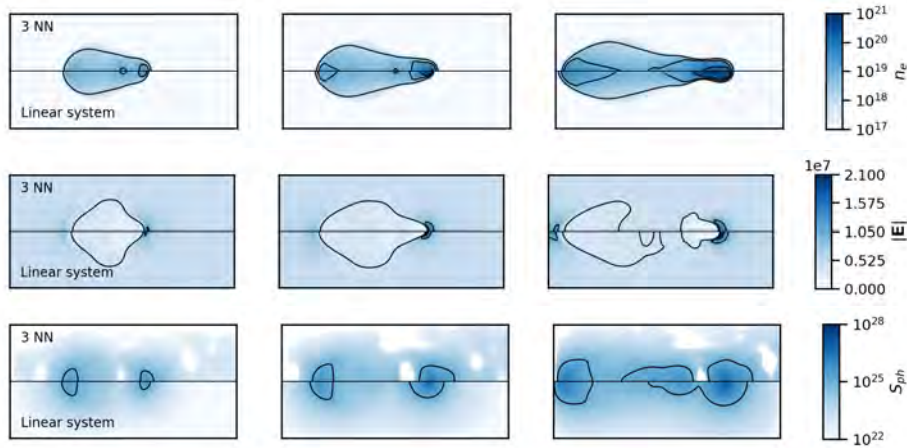 3 NN
Linear system
10^21
10^20
10^19
10^18
10^17
n_e
3 NN
Linear system
1e7
2.100
1.575
1.050
0.525
0.000
|E|
3 NN
Linear system
10^28
10^25
10^22
S_ph